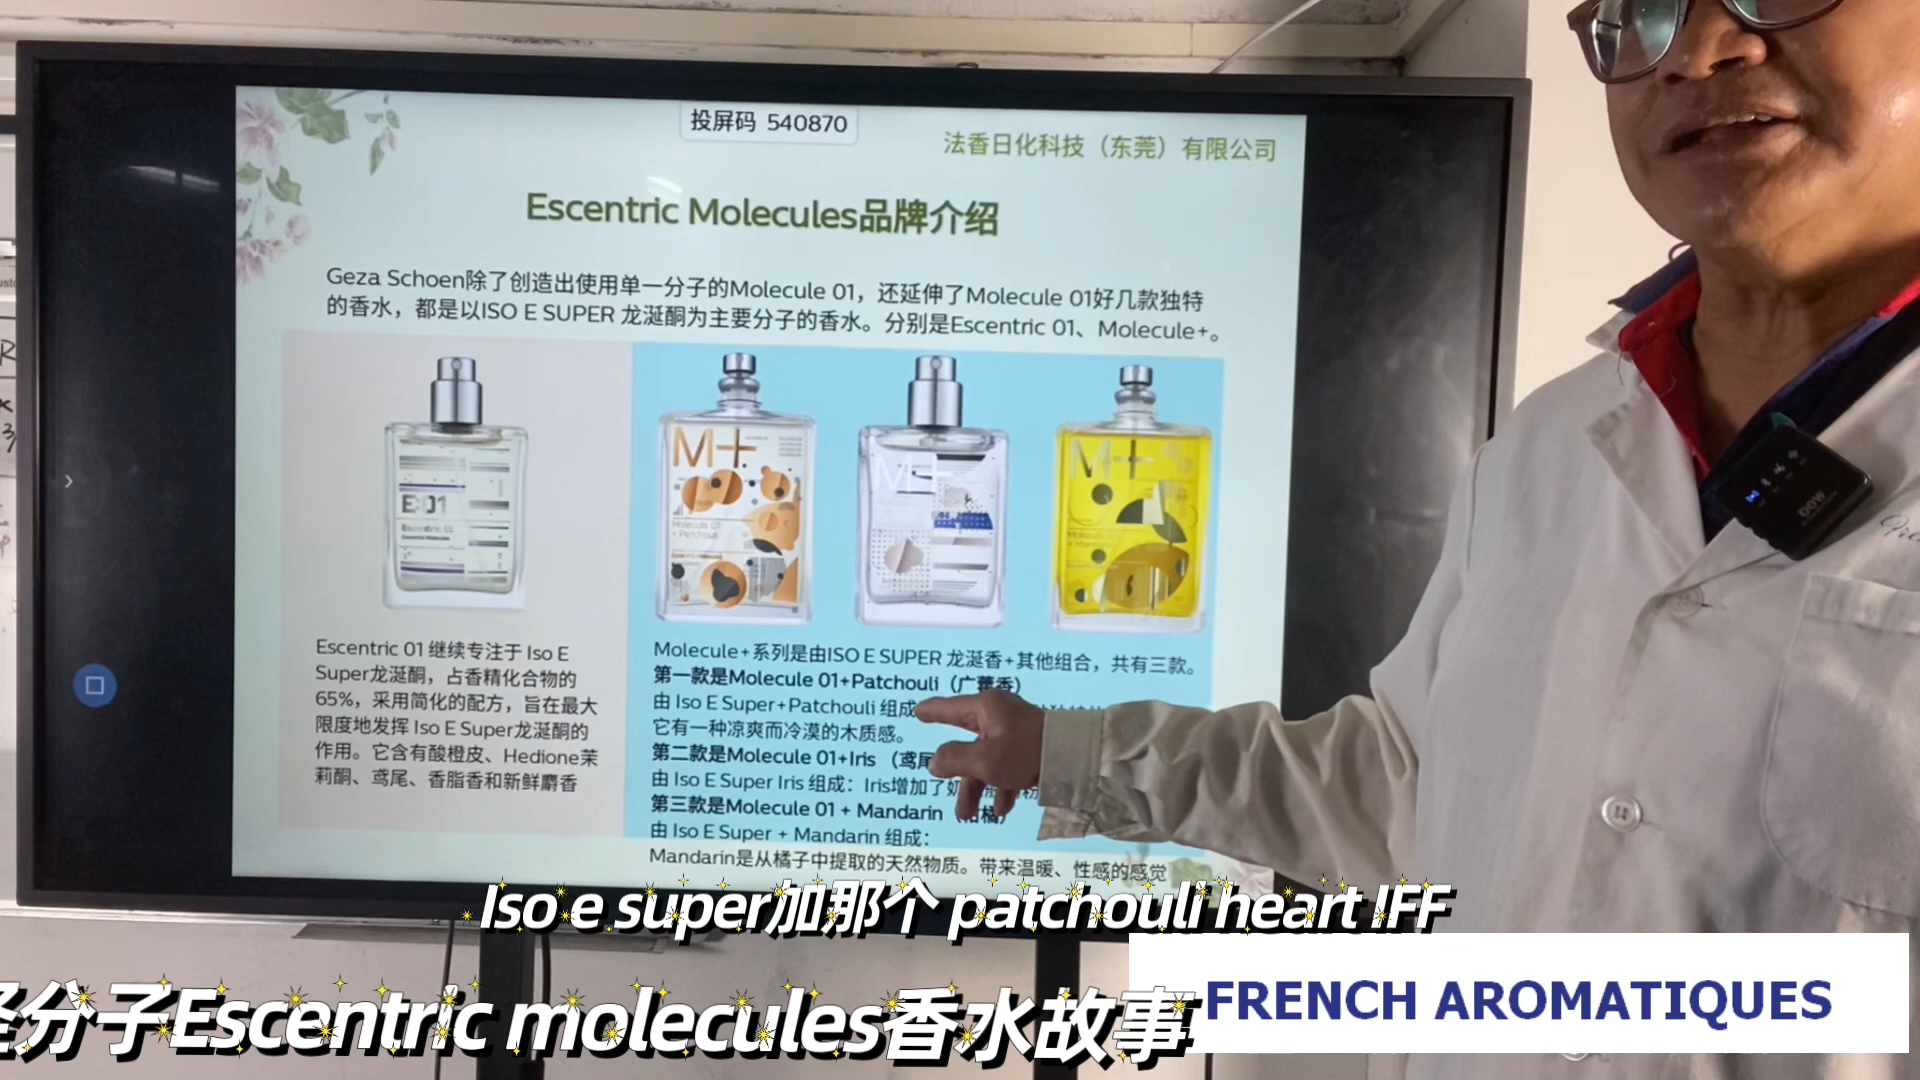 投屏码 540870
法香日化科技（东莞）有限公司
Escentric Molecules品牌介绍
Geza Schoen除了创造出使用单一分子的Molecule 01，还延伸了Molecule 01好几款独特
的香水，都是以ISO E SUPER 龙涎酮为主要分子的香水。分别是Escentric 01、Molecule+。
E:01
Escentric 01
Escentric Molecules
M+
Molecule 01
+ Patchouli
M+
M+
Escentric 01 继续专注于 Iso E
Super龙涎酮，占香精化合物的
65%，采用简化的配方，旨在最大
限度地发挥 Iso E Super龙涎酮的
作用。它含有酸橙皮、Hedione茉
莉酮、鸢尾、香脂香和新鲜麝香
Molecule+系列是由ISO E SUPER 龙涎香+其他组合，共有三款。
第一款是Molecule 01+Patchouli（广藿香）
由 Iso E Super+Patchouli 组成
它有一种凉爽而冷漠的木质感。
第二款是Molecule 01+Iris （鸢尾
由 Iso E Super Iris 组成：Iris增加了
第三款是Molecule 01 + Mandarin（柑橘）
由 Iso E Super + Mandarin 组成：
Mandarin是从橘子中提取的天然物质。带来温暖、性感的感觉
Iso e super加那个 patchouli heart IFF
分子Escentric molecules香水故事
FRENCH AROMATIQUES